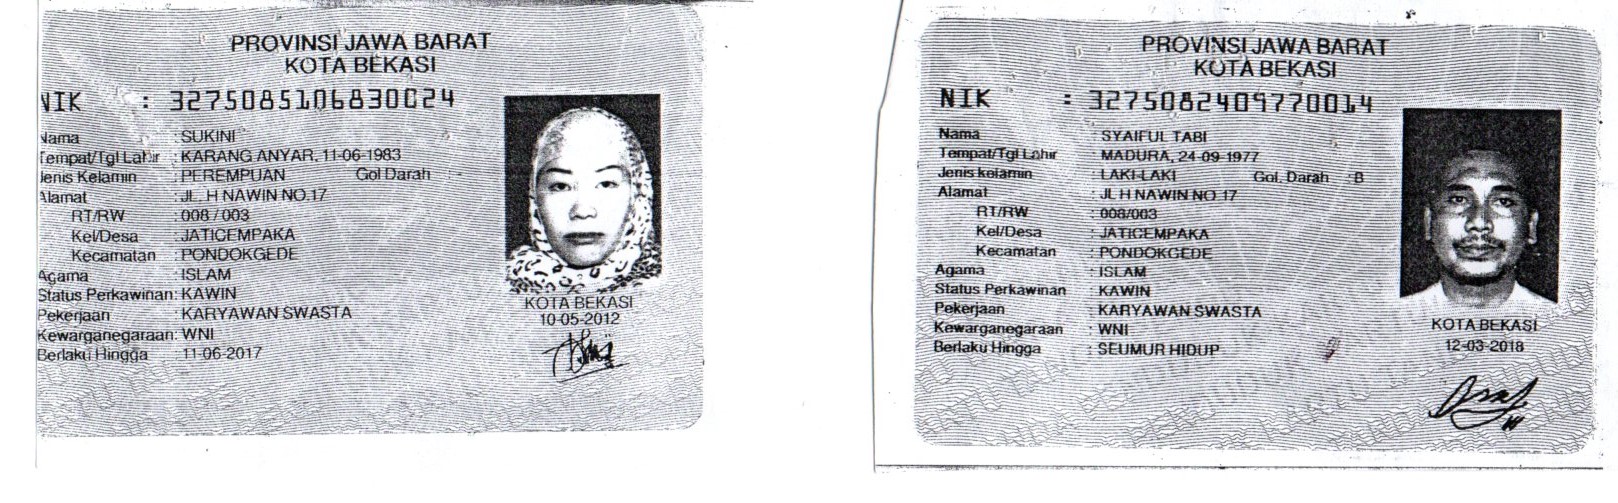 PROVINSI JAWA BARAT
KOTA BEKASI
NIK : 3275085106830024
Nama : SUKINI
Tempat/Tgl Lahir : KARANG ANYAR, 11-06-1983
Jenis Kelamin : PEREMPUAN Gol Darah : -
Alamat : JL. H NAWIN NO.17
RT/RW : 008 / 003
Kel/Desa : JATICEMPAKA
Kecamatan : PONDOKGEDE
Agama : ISLAM
Status Perkawinan : KAWIN
Pekerjaan : KARYAWAN SWASTA
Kewarganegaraan : WNI
Berlaku Hingga : 11-06-2017
KOTA BEKASI
10-05-2012
PROVINSI JAWA BARAT
KOTA BEKASI
NIK : 3275082409770014
Nama : SYAIFUL TABI
Tempat/Tgl Lahir : MADURA, 24-09-1977
Jenis kelamin : LAKI-LAKI Gol. Darah : B
Alamat : JL H NAWIN NO 17
RT/RW : 008/003
Kel/Desa : JATICEMPAKA
Kecamatan : PONDOKGEDE
Agama : ISLAM
Status Perkawinan : KAWIN
Pekerjaan : KARYAWAN SWASTA
Kewarganegaraan : WNI
Berlaku Hingga : SEUMUR HIDUP
KOTA BEKASI
12-03-2018